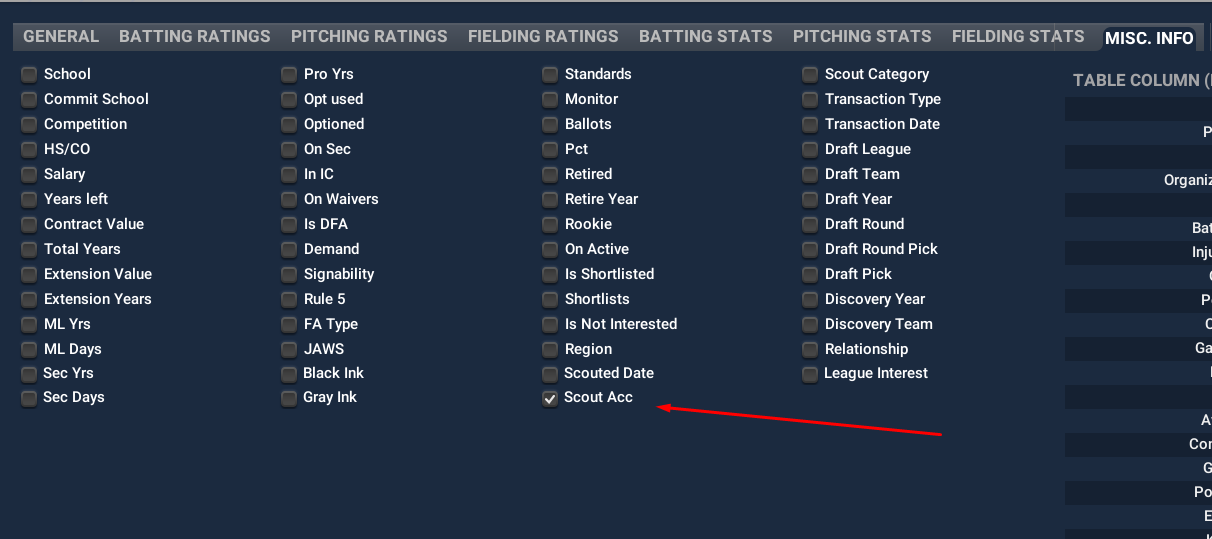 GENERAL BATTING RATINGS PITCHING RATINGS FIELDING RATINGS BATTING STATS PITCHING STATS FIELDING STATS MISC. INFO
School
Commit School
Competition
HS/CO
Salary
Years left
Contract Value
Total Years
Extension Value
Extension Years
ML Yrs
ML Days
Sec Yrs
Sec Days
Pro Yrs
Opt used
Optioned
On Sec
In IC
On Waivers
Is DFA
Demand
Signability
Rule 5
FA Type
JAWS
Black Ink
Gray Ink
Standards
Monitor
Ballots
Pct
Retired
Retire Year
Rookie
On Active
Is Shortlisted
Shortlists
Is Not Interested
Region
Scouted Date
Scout Acc
Scout Category
Transaction Type
Transaction Date
Draft League
Draft Team
Draft Year
Draft Round
Draft Round Pick
Draft Pick
Discovery Year
Discovery Team
Relationship
League Interest
TABLE COLUMN